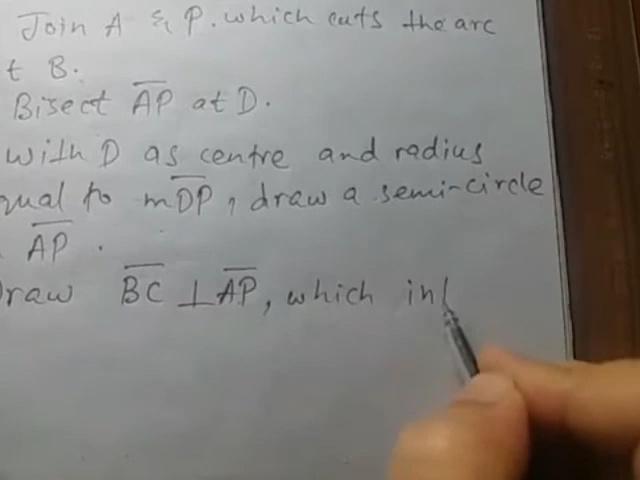 Join A & P. which cuts the arc
t B.
Bisect AP at D.
with D as centre and radius
qual to mDP, draw a semi-circle
AP.
raw BC ⊥ AP, which in